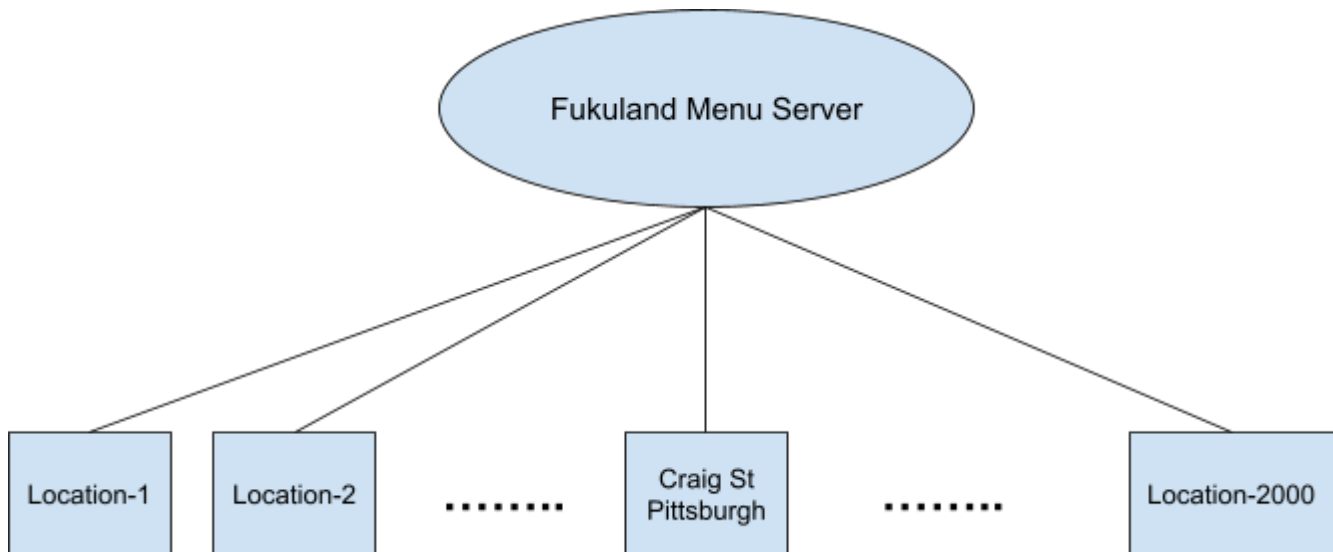 Fukuland Menu Server
Location-1
Location-2
Craig St
Pittsburgh
Location-2000